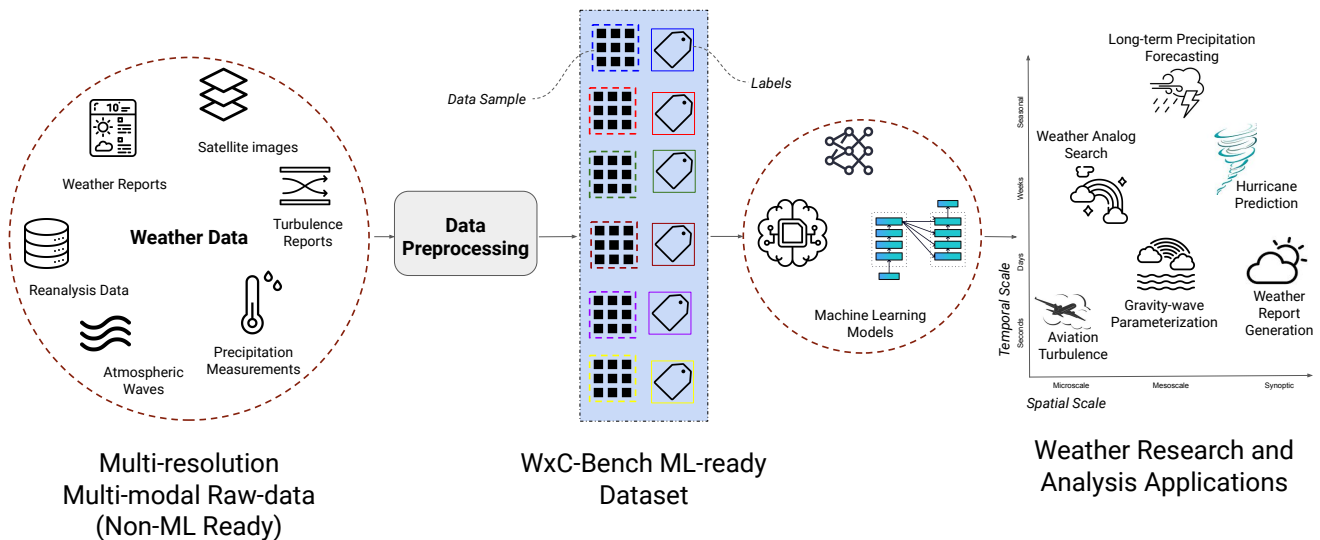 Weather Reports
10
Satellite images
Turbulence
Reports
Weather Data
Reanalysis Data
Precipitation
Measurements
Atmospheric
Waves
Multi-resolution
Multi-modal Raw-data
(Non-ML Ready)
Data
Preprocessing
Data Sample
Labels
WxC-Bench ML-ready
Dataset
Machine Learning
Models
Long-term Precipitation
Forecasting
Weather Analog
Search
Hurricane
Prediction
Gravity-wave
Parameterization
Weather
Report
Generation
Aviation
Turbulence
Temporal Scale
Seasonal
Weeks
Days
Seconds
Microscale
Mesoscale
Synoptic
Spatial Scale
Weather Research and
Analysis Applications